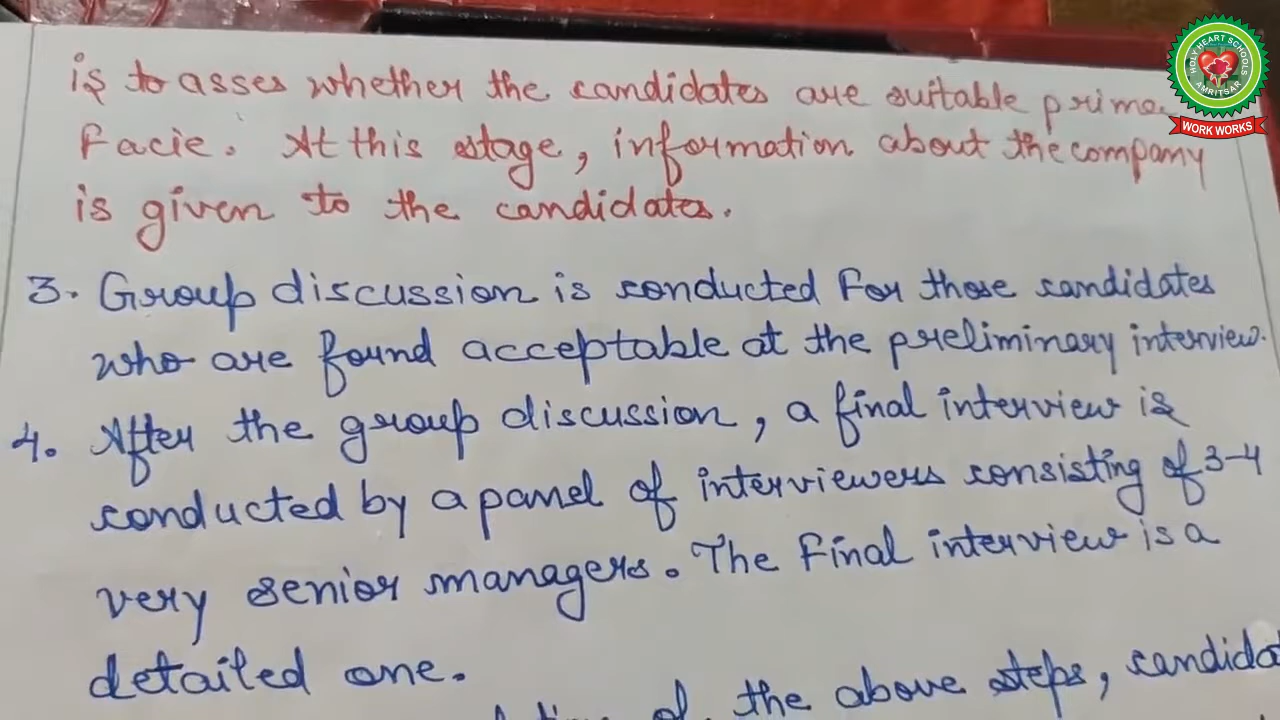 is to asses whether the candidates are suitable prima
facie. At this stage, information about the company
is given to the candidates.
3. Group discussion is conducted for those candidates
who are found acceptable at the preliminary interview.
4. After the group discussion, a final interview is
conducted by a panel of interviewers consisting of 3-4
very senior managers. The final interview is a
detailed one.
of the above steps, candidat
HOLY HEART SCHOOLS
AMRITSAR
WORK WORKS